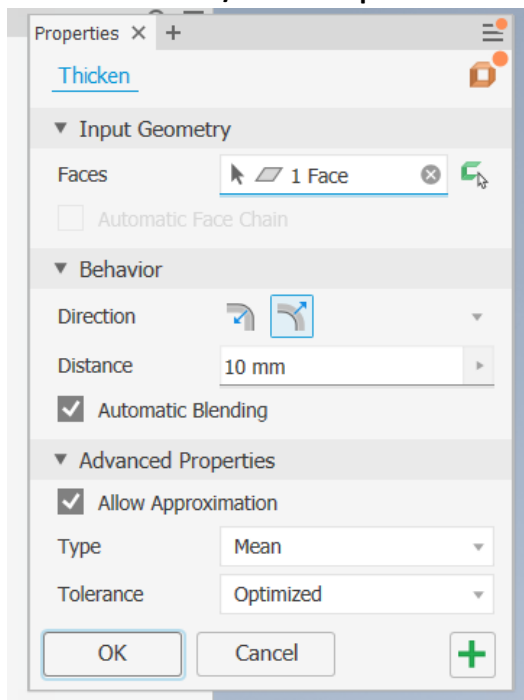 Properties
Thicken
Input Geometry
Faces 1 Face
Automatic Face Chain
Behavior
Direction
Distance 10 mm
Automatic Blending
Advanced Properties
Allow Approximation
Type Mean
Tolerance Optimized
OK Cancel